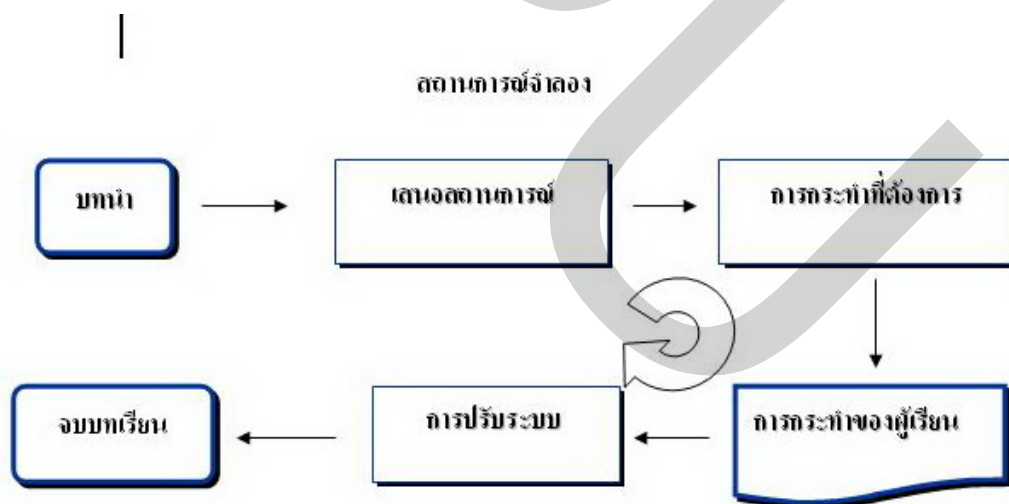 สถานการณ์จำลอง
บทนำ
เสนอสถานการณ์
การกระทำที่ต้องการ
การกระทำของผู้เรียน
การปรับระบบ
จบบทเรียน